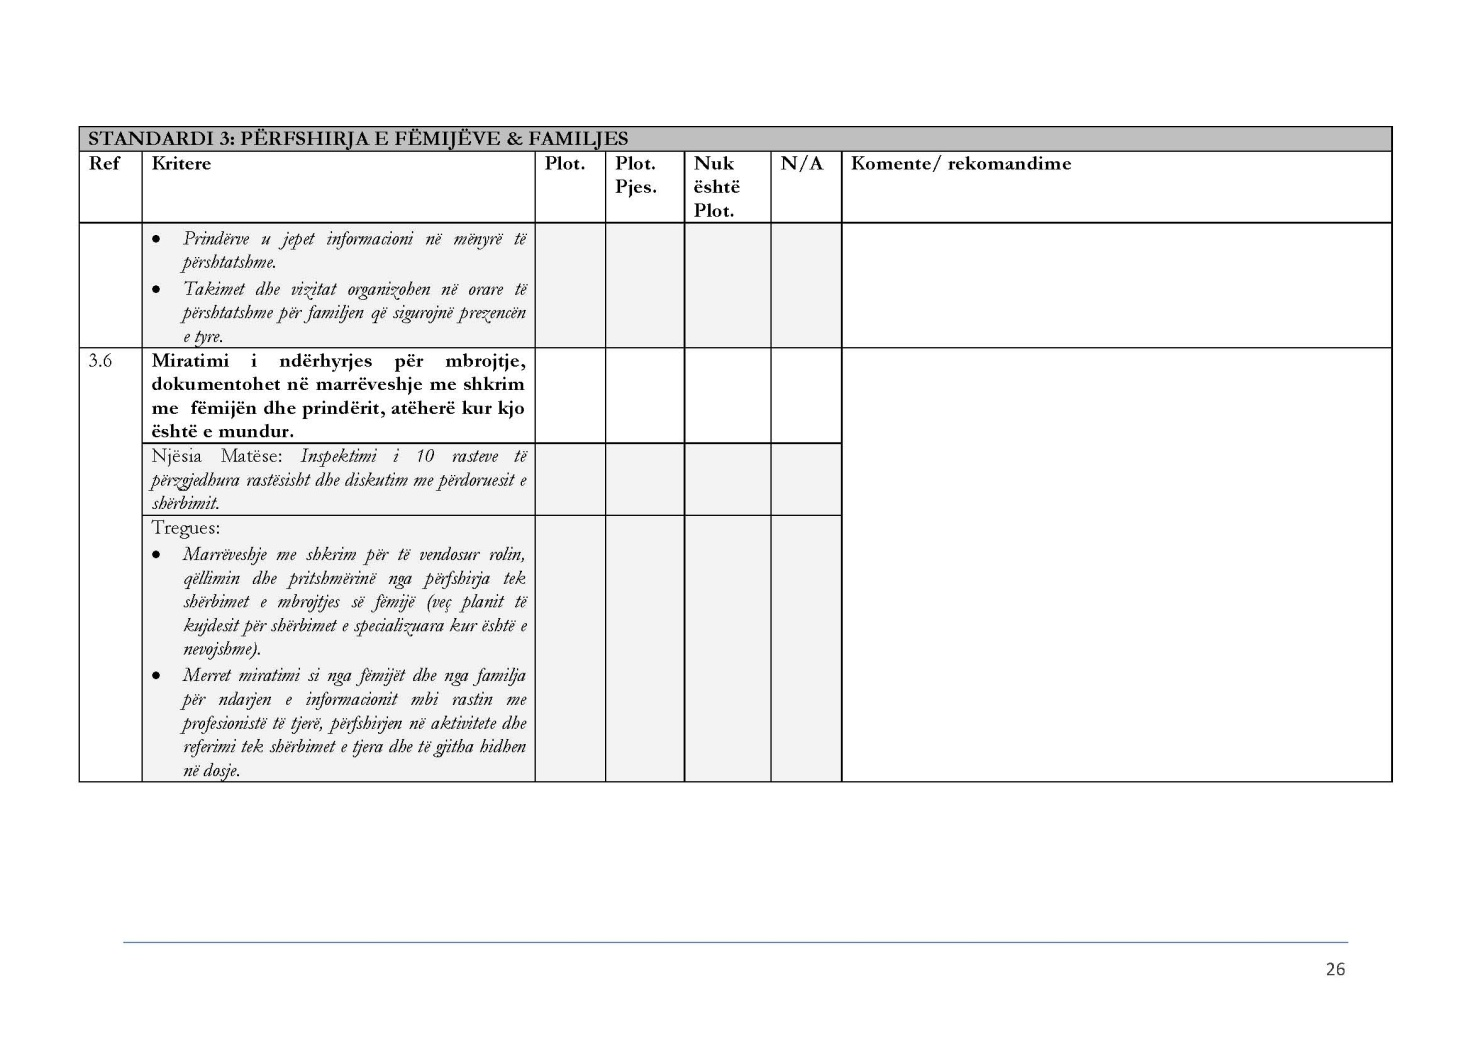 STANDARDI 3: PËRFSHIRJA E FËMIJËVE & FAMILJES
Ref Kritere Plot. Plot. Pjes. Nuk është Plot. N/A Komente/ rekomandime
• Prindërve u jepet informacioni në mënyrë të
përshtatshme.
• Takimet dhe vizitat organizohen në orare të
përshtatshme për familjen që sigurojnë prezencën
e tyre.
3.6 Miratimi i ndërhyrjes për mbrojtje,
dokumentohet në marrëveshje me shkrim
me fëmijën dhe prindërit, atëherë kur kjo
është e mundur.
Njësia Matëse: Inspektimi i 10 rasteve të
përzgjedhura rastësisht dhe diskutim me përdoruesit e
shërbimit.
Tregues:
• Marrëveshje me shkrim për të vendosur rolin,
qëllimin dhe pritshmërinë nga përfshirja tek
shërbimet e mbrojtjes së fëmijë (veç planit të
kujdesit për shërbimet e specializuara kur është e
nevojshme).
• Merret miratimi si nga fëmijët dhe nga familja
për ndarjen e informacionit mbi rastin me
profesionistë të tjerë, përfshirjen në aktivitete dhe
referimi tek shërbimet e tjera dhe të gjitha hidhen
në dosje.
26